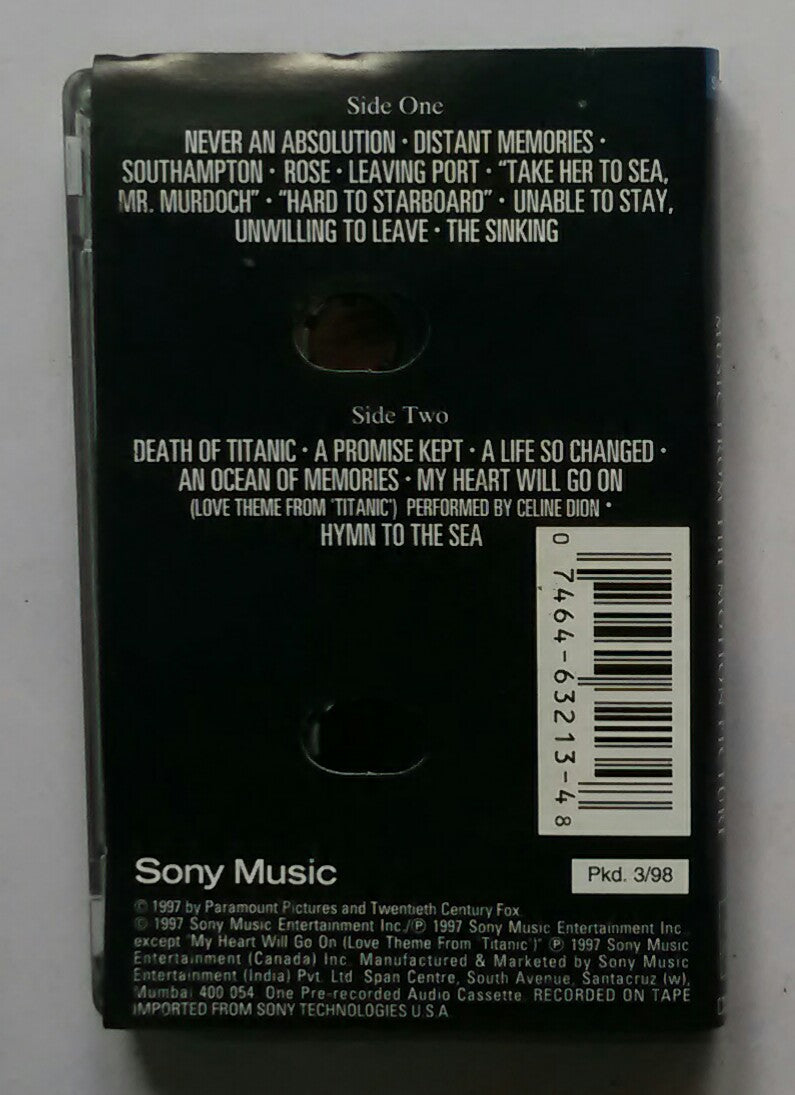 Side One
NEVER AN ABSOLUTION · DISTANT MEMORIES ·
SOUTHAMPTON · ROSE · LEAVING PORT · "TAKE HER TO SEA,
MR. MURDOCH" · "HARD TO STARBOARD" · UNABLE TO STAY,
UNWILLING TO LEAVE · THE SINKING
Side Two
DEATH OF TITANIC · A PROMISE KEPT · A LIFE SO CHANGED ·
AN OCEAN OF MEMORIES · MY HEART WILL GO ON
(LOVE THEME FROM 'TITANIC') PERFORMED BY CELINE DION ·
HYMN TO THE SEA
0 7464-63213-4 8
Sony Music
Pkd. 3/98
© 1997 by Paramount Pictures and Twentieth Century Fox
© 1997 Sony Music Entertainment Inc./℗ 1997 Sony Music Entertainment Inc.
except "My Heart Will Go On (Love Theme From 'Titanic')" ℗ 1997 Sony Music
Entertainment (Canada) Inc. Manufactured & Marketed by Sony Music
Entertainment (India) Pvt. Ltd. Span Centre, South Avenue, Santacruz (w),
Mumbai 400 054. One Pre-recorded Audio Cassette. RECORDED ON TAPE
IMPORTED FROM SONY TECHNOLOGIES U.S.A.
MUSIC FROM THE MOTION PICTURE